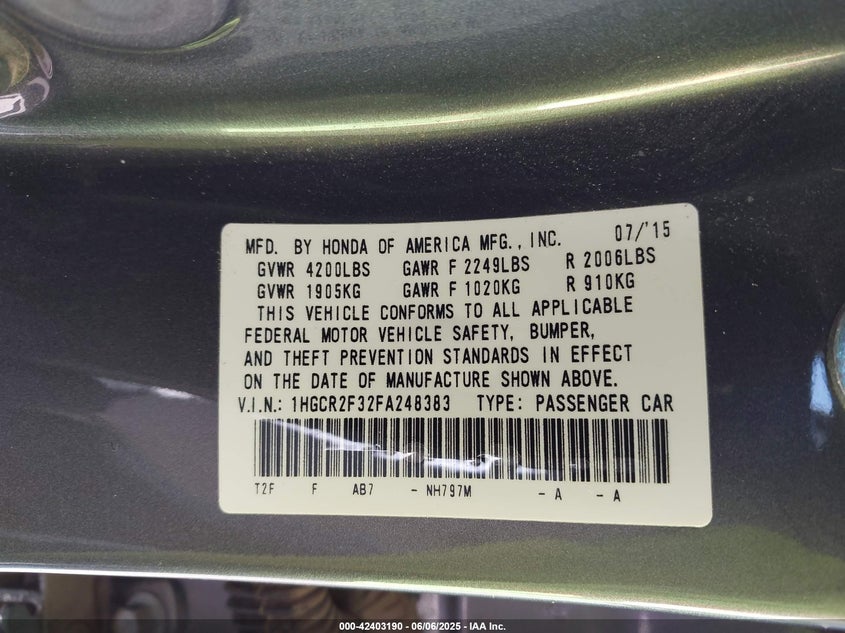 MFD. BY HONDA OF AMERICA MFG., INC. 07/'15
GVWR 4200LBS GAWR F 2249LBS R 2006LBS
GVWR 1905KG GAWR F 1020KG R 910KG
THIS VEHICLE CONFORMS TO ALL APPLICABLE
FEDERAL MOTOR VEHICLE SAFETY, BUMPER,
AND THEFT PREVENTION STANDARDS IN EFFECT
ON THE DATE OF MANUFACTURE SHOWN ABOVE.
V.I.N.: 1HGCR2F32FA248383 TYPE: PASSENGER CAR
T2F F AB7 - NH797M - A - A
000-42403190 - 06/06/2025 - IAA Inc.